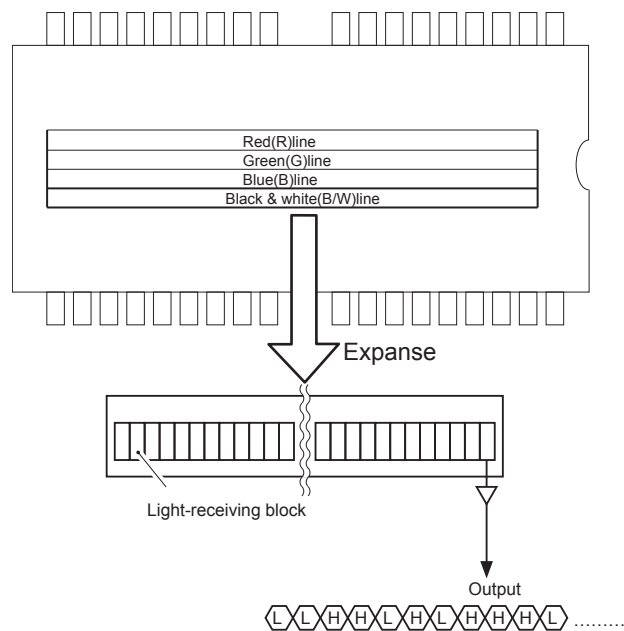 Red(R)line
Green(G)line
Blue(B)line
Black & white(B/W)line
Expanse
Light-receiving block
Output
L L H H L H L H H H L .........